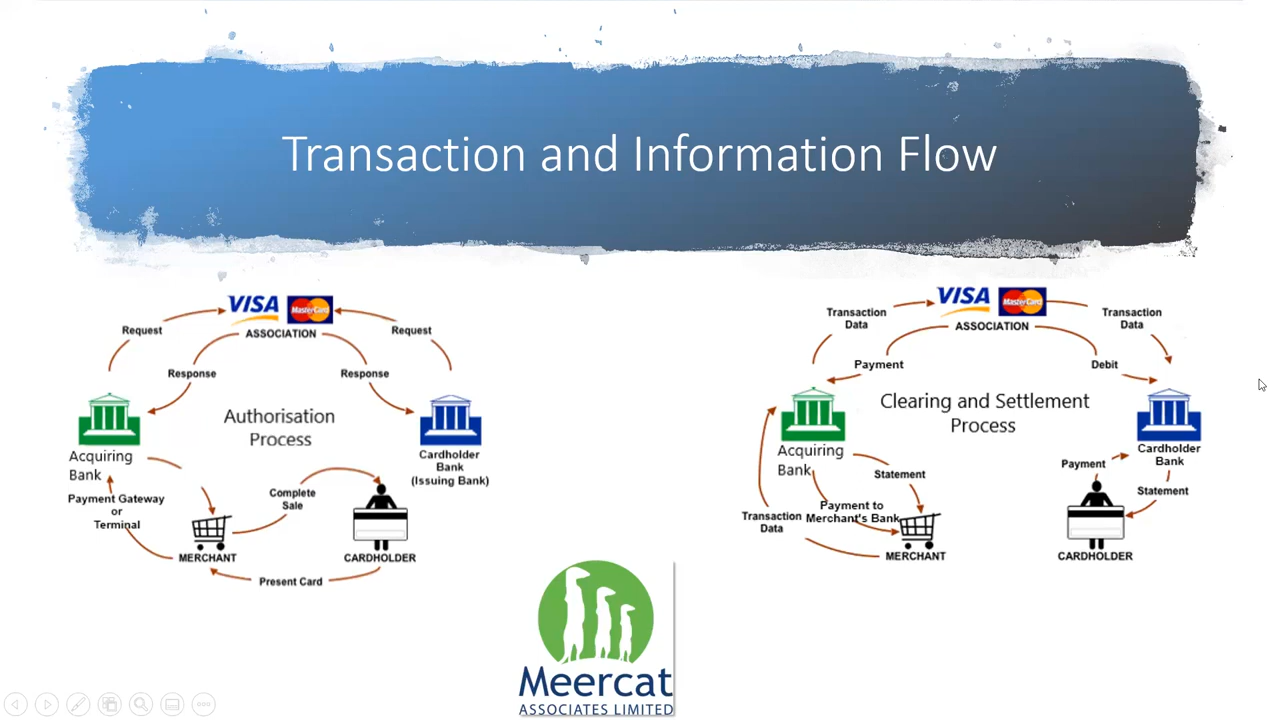 Transaction and Information Flow
VISA
MasterCard
ASSOCIATION
Request
Request
Response
Response
Authorisation
Process
Acquiring
Bank
Cardholder
Bank
(Issuing Bank)
Payment Gateway
or
Terminal
Complete
Sale
MERCHANT
CARDHOLDER
Present Card
VISA
MasterCard
ASSOCIATION
Transaction
Data
Transaction
Data
Payment
Debit
Clearing and Settlement
Process
Acquiring
Bank
Cardholder
Bank
Statement
Payment
Statement
Payment to
Merchant's Bank
Transaction
Data
MERCHANT
CARDHOLDER
Meercat
ASSOCIATES LIMITED